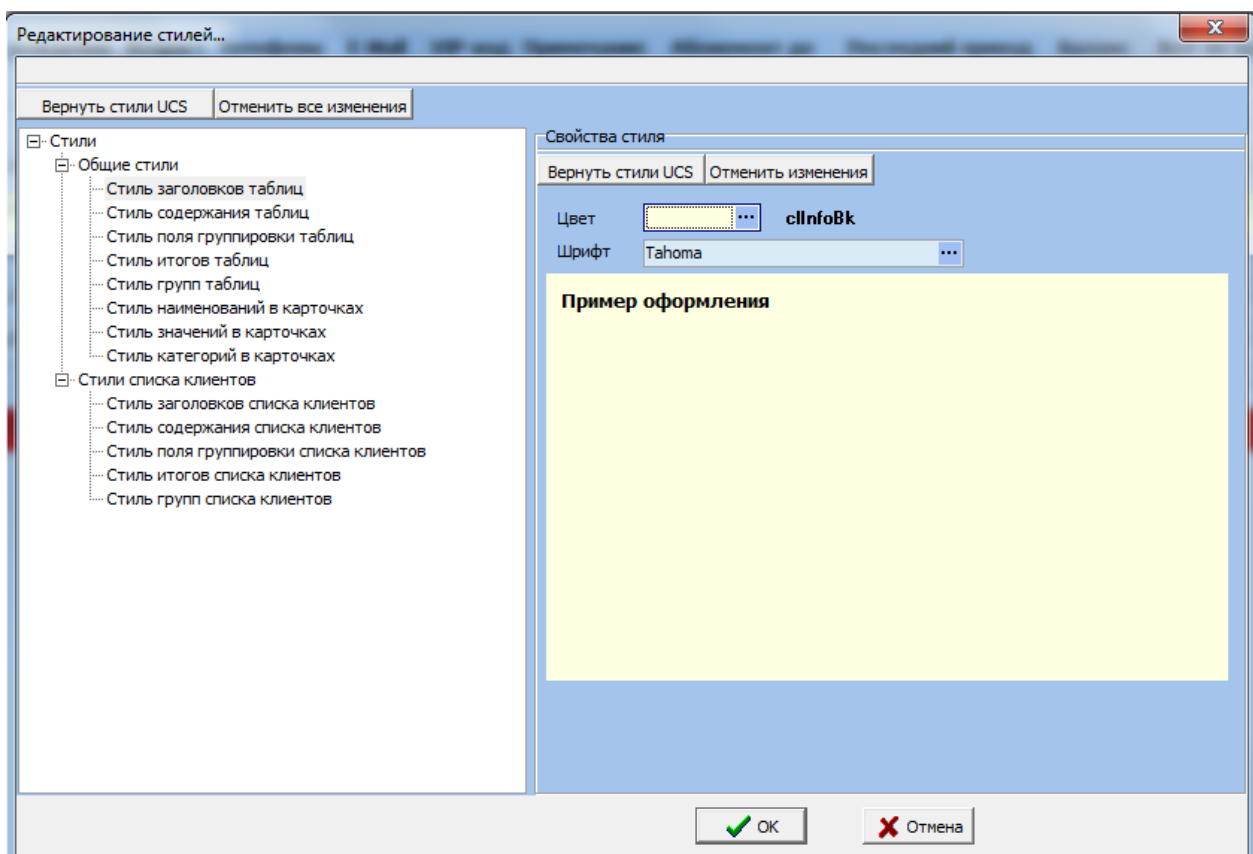 Редактирование стилей...
Вернуть стили UCS Отменить все изменения
Стили
Общие стили
Стиль заголовков таблиц
Стиль содержания таблиц
Стиль поля группировки таблиц
Стиль итогов таблиц
Стиль групп таблиц
Стиль наименований в карточках
Стиль значений в карточках
Стиль категорий в карточках
Стили списка клиентов
Стиль заголовков списка клиентов
Стиль содержания списка клиентов
Стиль поля группировки списка клиентов
Стиль итогов списка клиентов
Стиль групп списка клиентов
Свойства стиля
Вернуть стили UCS Отменить изменения
Цвет ... clInfoBk
Шрифт Tahoma ...
Пример оформления
OK Отмена